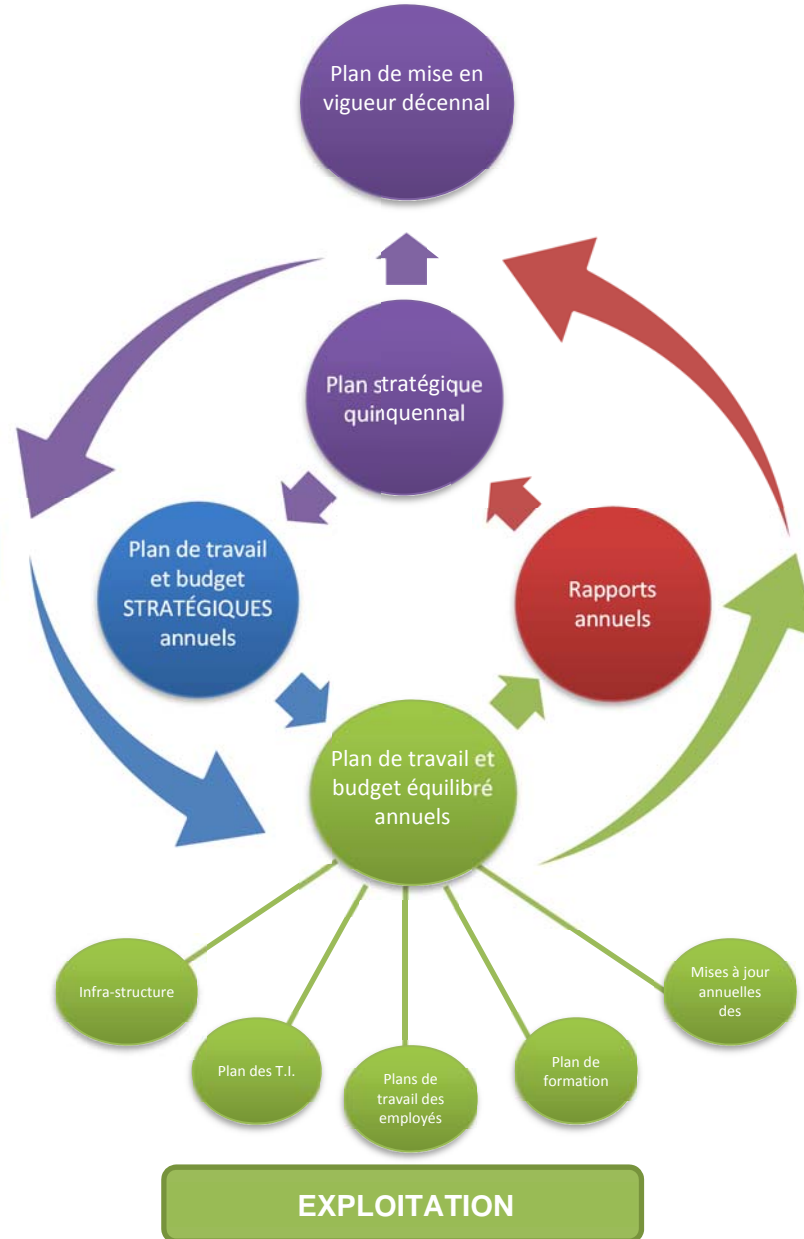 Plan de mise en
vigueur décennal
Plan stratégique
quinquennal
Plan de travail
et budget
STRATÉGIQUES
annuels
Rapports
annuels
Plan de travail et
budget équilibré
annuels
Infra-structure
Mises à jour
annuelles
des
Plan des T.I.
Plans de
travail des
employés
Plan de
formation
EXPLOITATION